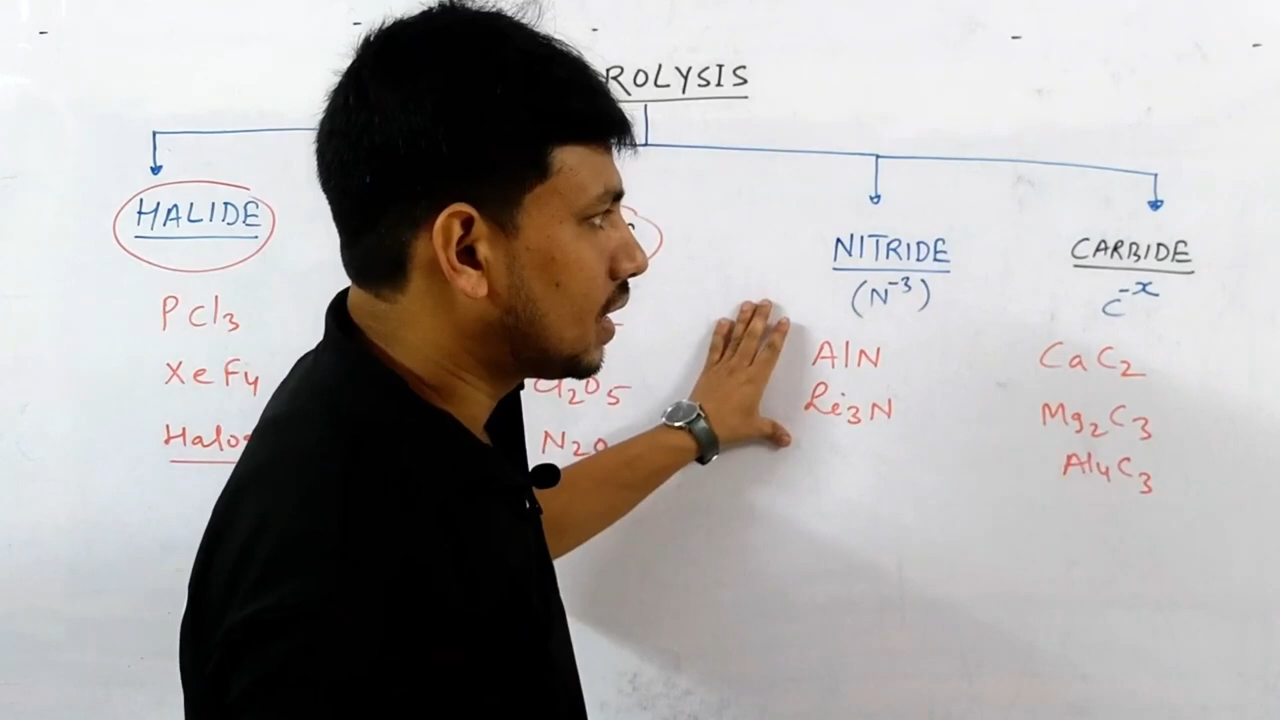 ROLYSIS
HALIDE
PCl3
XeF4
Halo
Cl2O5
N2O
NITRIDE
(N-3)
AlN
Li3N
CARBIDE
C-x
CaC2
Mg2C3
Al4C3